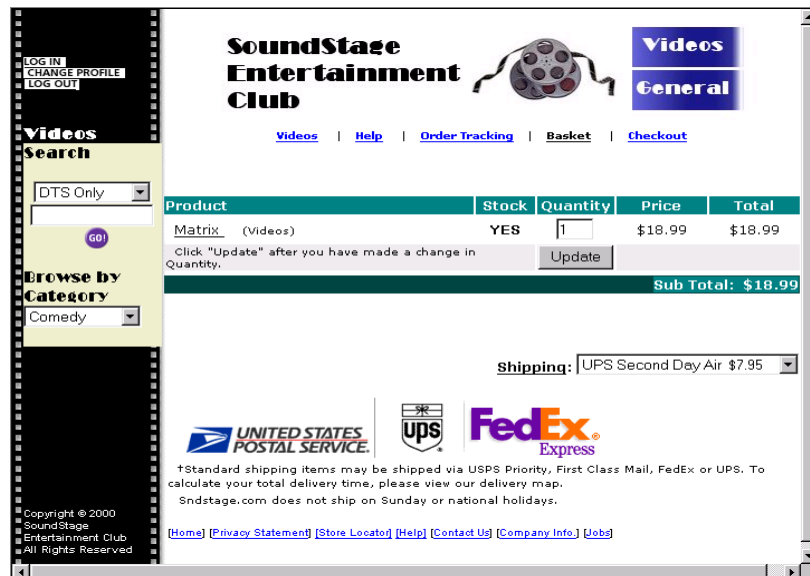 LOG IN
CHANGE PROFILE
LOG OUT
Videos
Search
DTS Only
GO!
Browse by
Category
Comedy
Copyright © 2000
SoundStage
Entertainment Club
All Rights Reserved
SoundStage
Entertainment
Club
Videos
General
Videos | Help | Order Tracking | Basket | Checkout
Product Stock Quantity Price Total
Matrix (Videos) YES 1 $18.99 $18.99
Click "Update" after you have made a change in
Quantity.
Update
Sub Total: $18.99
Shipping: UPS Second Day Air $7.95
UNITED STATES
POSTAL SERVICE.
ups
FedEx
Express
†Standard shipping items may be shipped via USPS Priority, First Class Mail, FedEx or UPS. To
calculate your total delivery time, please view our delivery map.
Sndstage.com does not ship on Sunday or national holidays.
[Home] [Privacy Statement] [Store Locator] [Help] [Contact Us] [Company Info.] [Jobs]